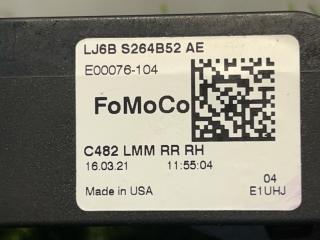 LJ6B S264B52 AE
E00076-104
FoMoCo
C482 LMM RR RH
16.03.21 11:55:04
04
Made in USA E1UHJ